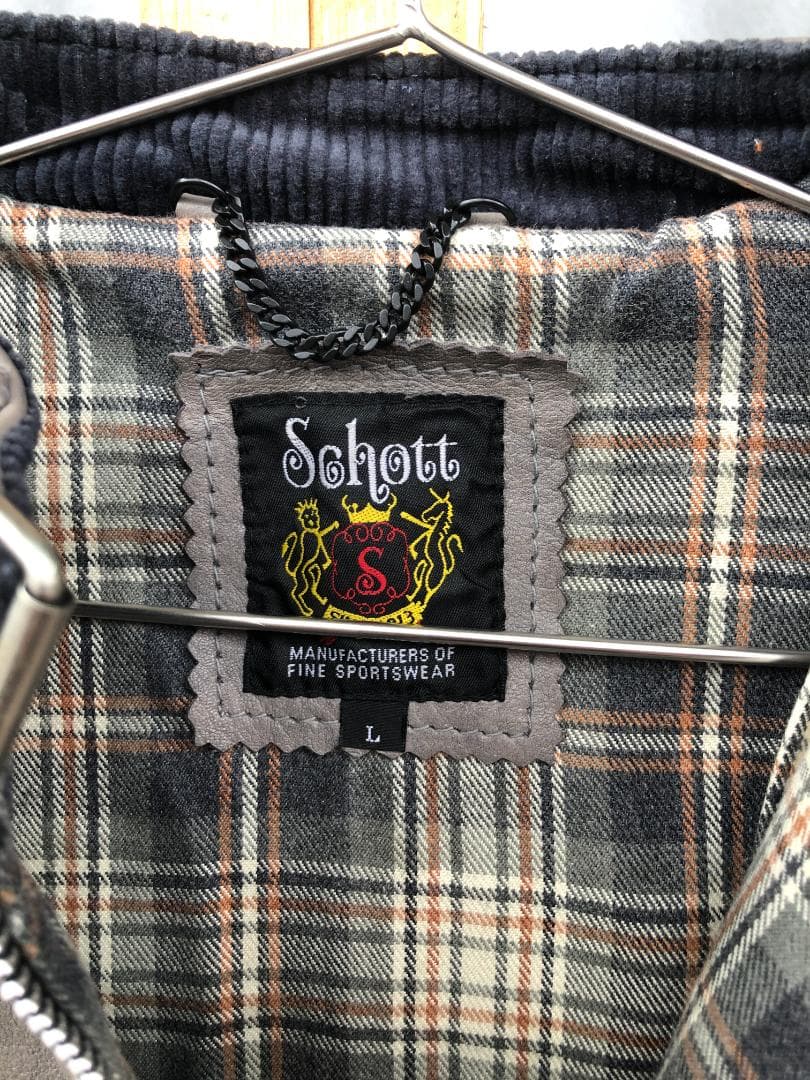 Schott
S
MANUFACTURERS OF
FINE SPORTSWEAR
L